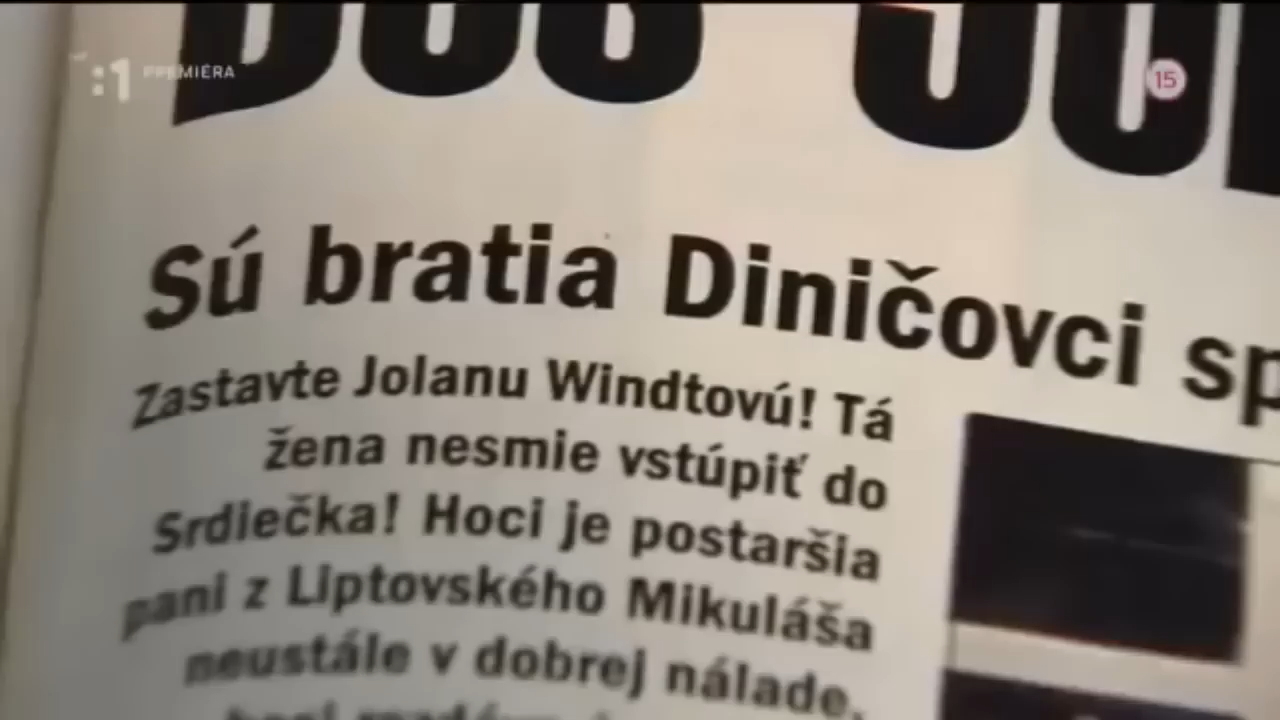 :1 PREMIÉRA
15
Sú bratia Diničovci
Zastavte Jolanu Windtovú! Tá
žena nesmie vstúpiť do
Srdiečka! Hoci je postaršia
pani z Liptovského Mikuláša
neustále v dobrej nálade,